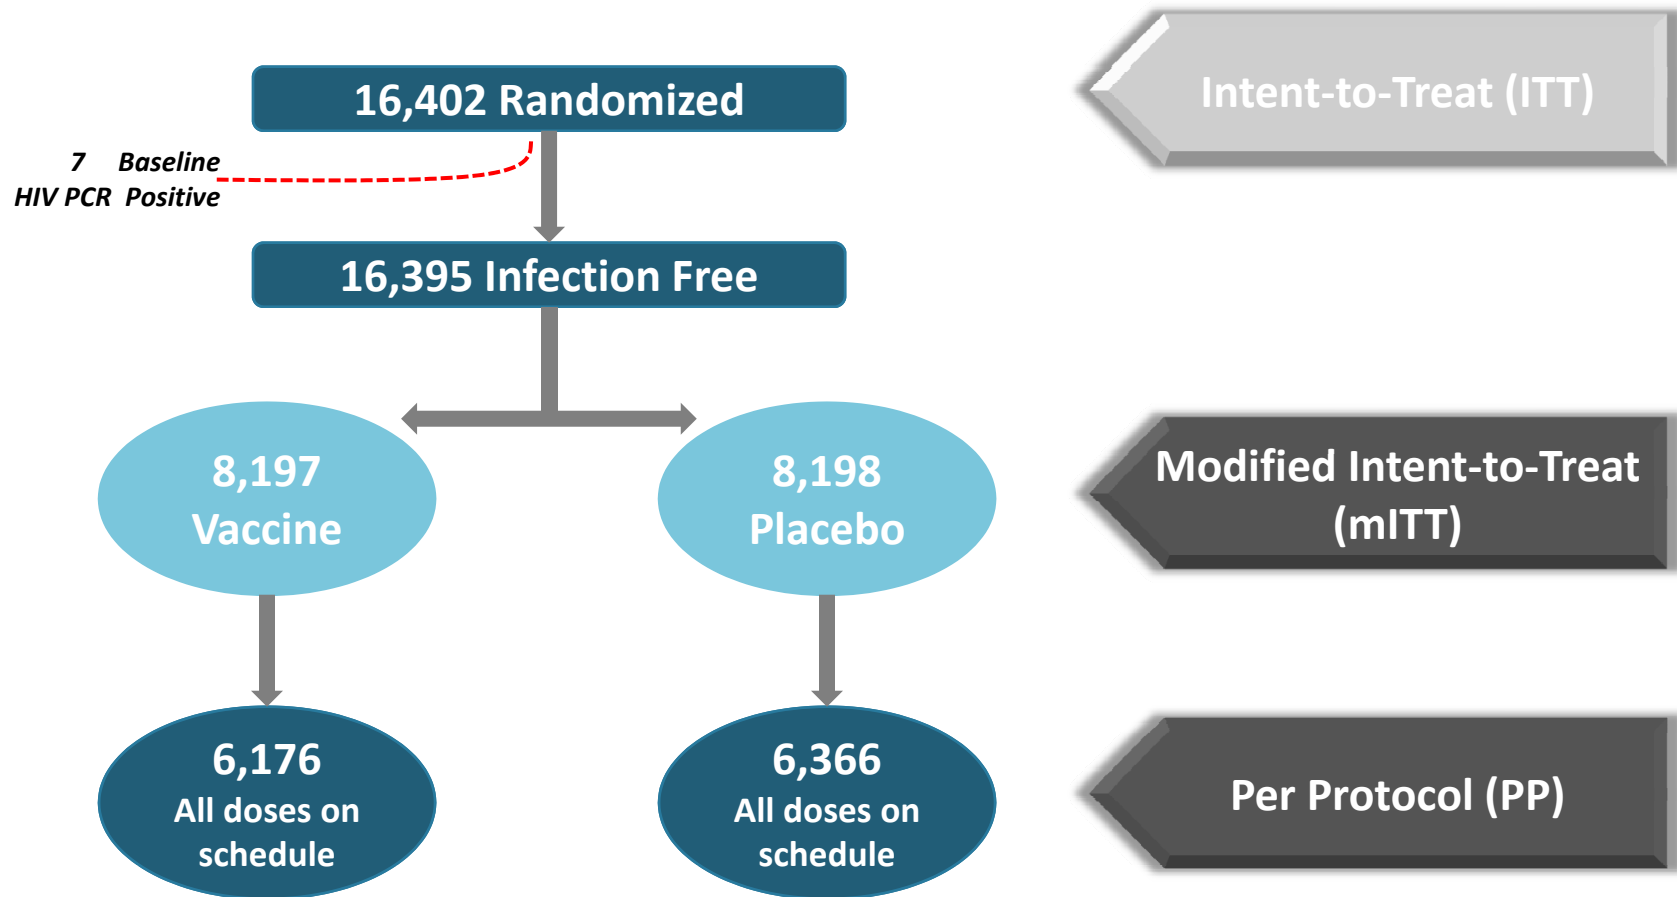 16,402 Randomized
Intent-to-Treat (ITT)
7 Baseline
HIV PCR Positive
16,395 Infection Free
8,197
Vaccine
8,198
Placebo
Modified Intent-to-Treat
(mITT)
6,176
All doses on
schedule
6,366
All doses on
schedule
Per Protocol (PP)